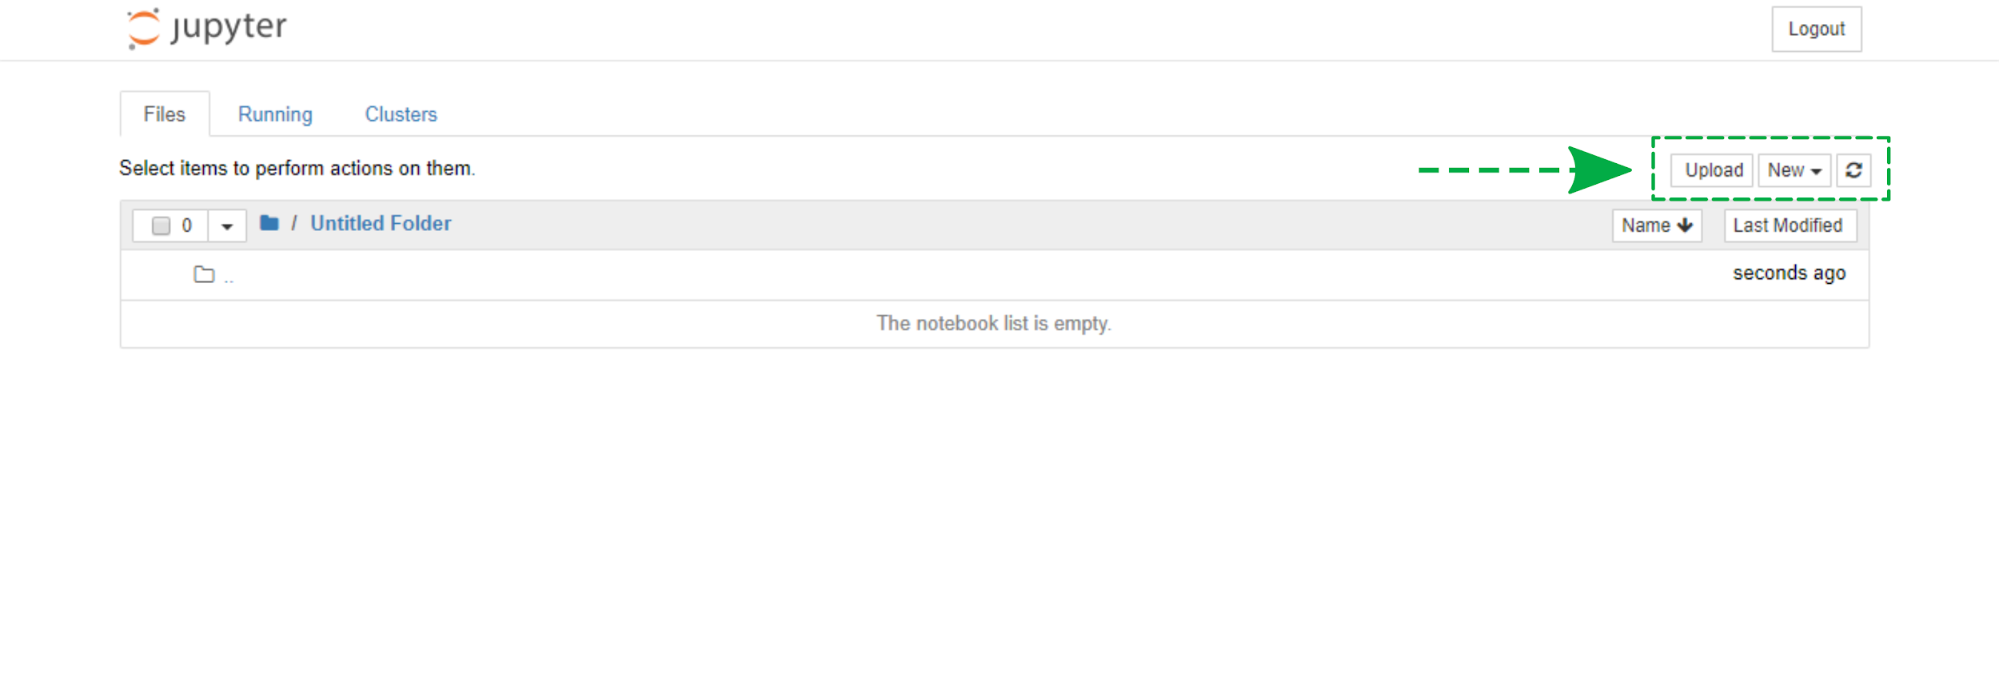 jupyter
Logout
Files Running Clusters
Select items to perform actions on them.
Upload New
0 / Untitled Folder Name Last Modified
.. seconds ago
The notebook list is empty.